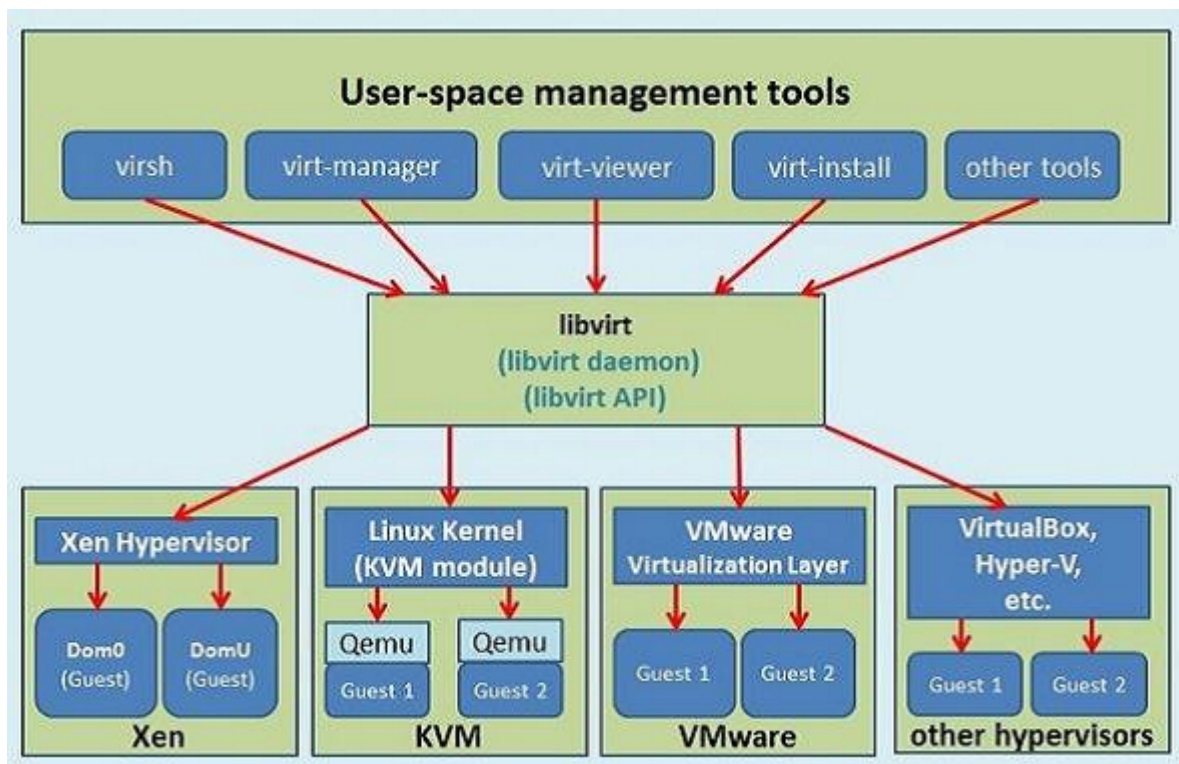 User-space management tools
virsh
virt-manager
virt-viewer
virt-install
other tools
libvirt
(libvirt daemon)
(libvirt API)
Xen Hypervisor
Dom0
(Guest)
DomU
(Guest)
Xen
Linux Kernel
(KVM module)
Qemu
Guest 1
Qemu
Guest 2
KVM
VMware
Virtualization Layer
Guest 1
Guest 2
VMware
VirtualBox,
Hyper-V,
etc.
Guest 1
Guest 2
other hypervisors